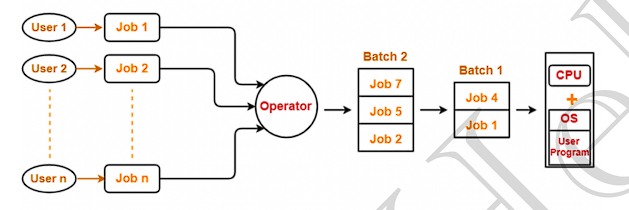 User 1
Job 1
User 2
Job 2
User n
Job n
Operator
Batch 2
Job 7
Job 5
Job 2
Batch 1
Job 4
Job 1
CPU
+
OS
User
Program